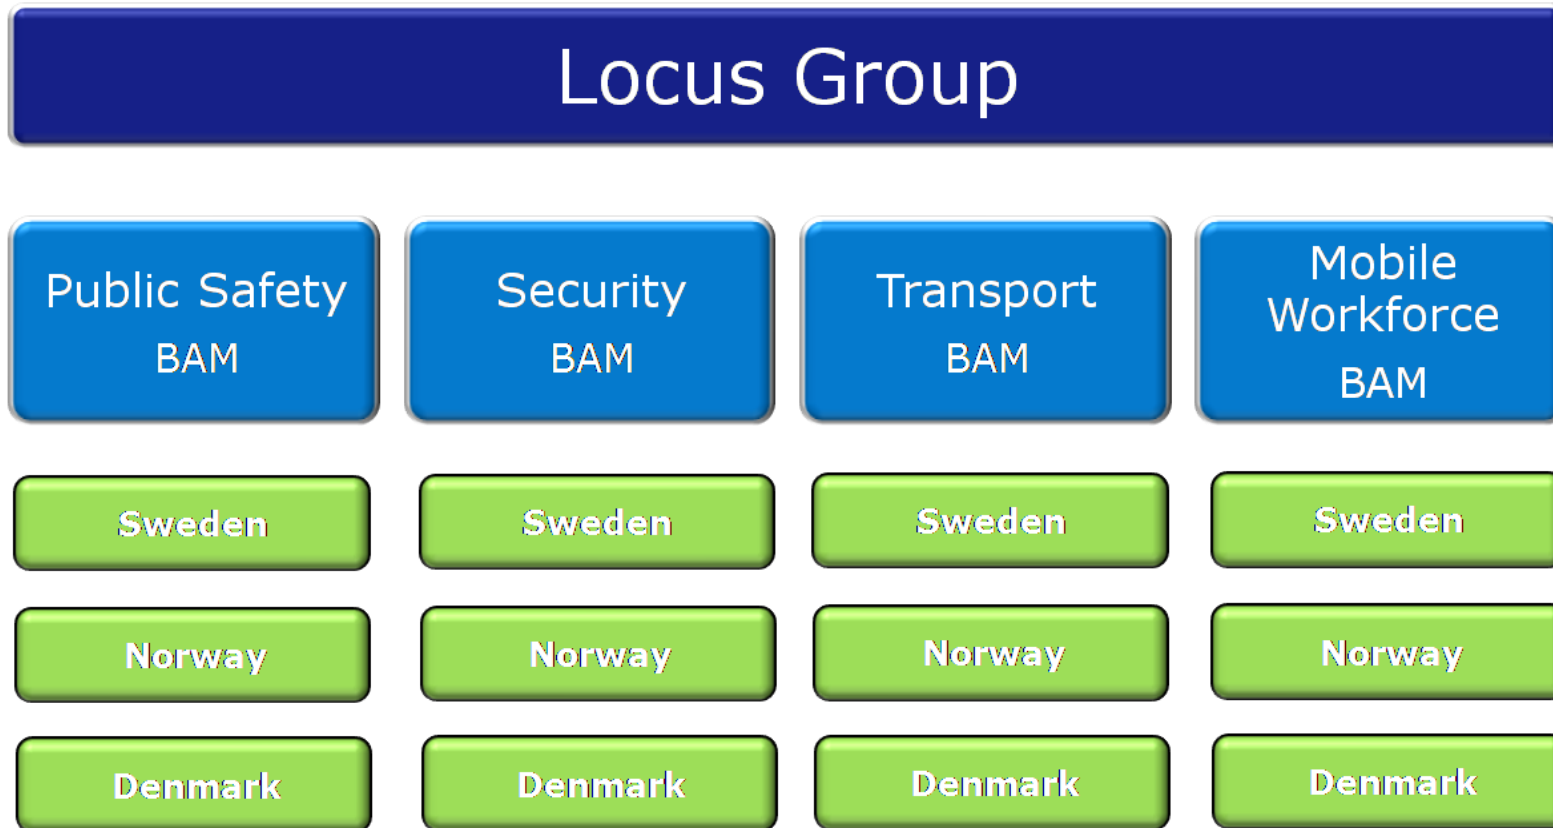 Locus Group
Public Safety
BAM
Security
BAM
Transport
BAM
Mobile
Workforce
BAM
Sweden
Sweden
Sweden
Sweden
Norway
Norway
Norway
Norway
Denmark
Denmark
Denmark
Denmark